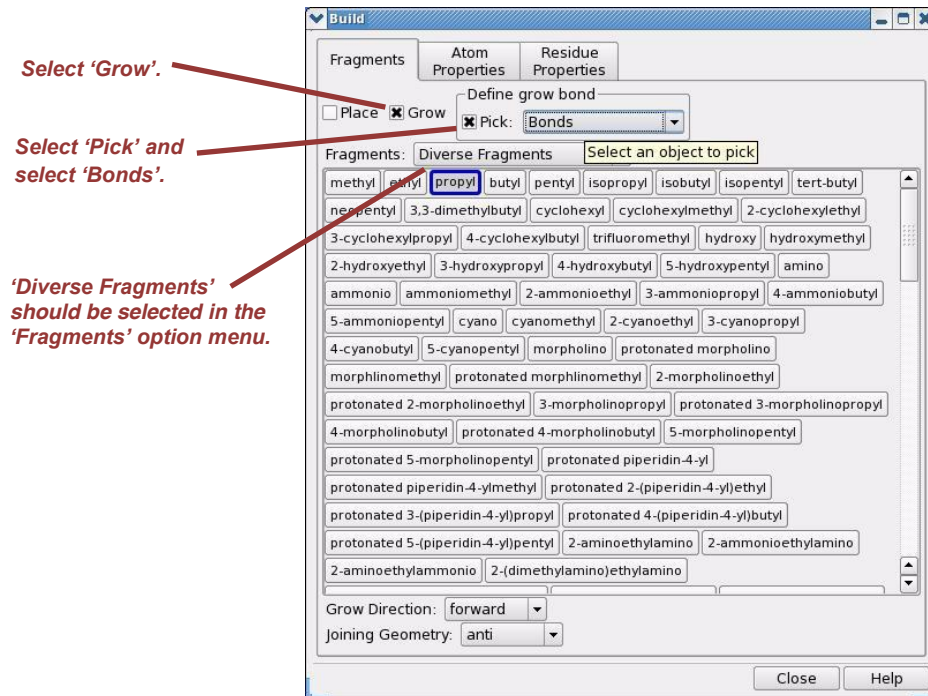 Build
Fragments
Atom
Properties
Residue
Properties
Select 'Grow'.
Define grow bond
Place Grow
Pick: Bonds
Select 'Pick' and
select 'Bonds'.
Fragments: Diverse Fragments
Select an object to pick
methyl ethyl propyl butyl pentyl isopropyl isobutyl isopentyl tert-butyl
neopentyl 3,3-dimethylbutyl cyclohexyl cyclohexylmethyl 2-cyclohexylethyl
3-cyclohexylpropyl 4-cyclohexylbutyl trifluoromethyl hydroxy hydroxymethyl
2-hydroxyethyl 3-hydroxypropyl 4-hydroxybutyl 5-hydroxypentyl amino
'Diverse Fragments'
should be selected in the
'Fragments' option menu.
ammonio ammoniomethyl 2-ammonioethyl 3-ammoniopropyl 4-ammoniobutyl
5-ammoniopentyl cyano cyanomethyl 2-cyanoethyl 3-cyanopropyl
4-cyanobutyl 5-cyanopentyl morpholino protonated morpholino
morphlinomethyl protonated morphlinomethyl 2-morpholinoethyl
protonated 2-morpholinoethyl 3-morpholinopropyl protonated 3-morpholinopropyl
4-morpholinobutyl protonated 4-morpholinobutyl 5-morpholinopentyl
protonated 5-morpholinopentyl protonated piperidin-4-yl
protonated piperidin-4-ylmethyl protonated 2-(piperidin-4-yl)ethyl
protonated 3-(piperidin-4-yl)propyl protonated 4-(piperidin-4-yl)butyl
protonated 5-(piperidin-4-yl)pentyl 2-aminoethylamino 2-ammonioethylamino
2-aminoethylammonio 2-(dimethylamino)ethylamino
Grow Direction: forward
Joining Geometry: anti
Close Help